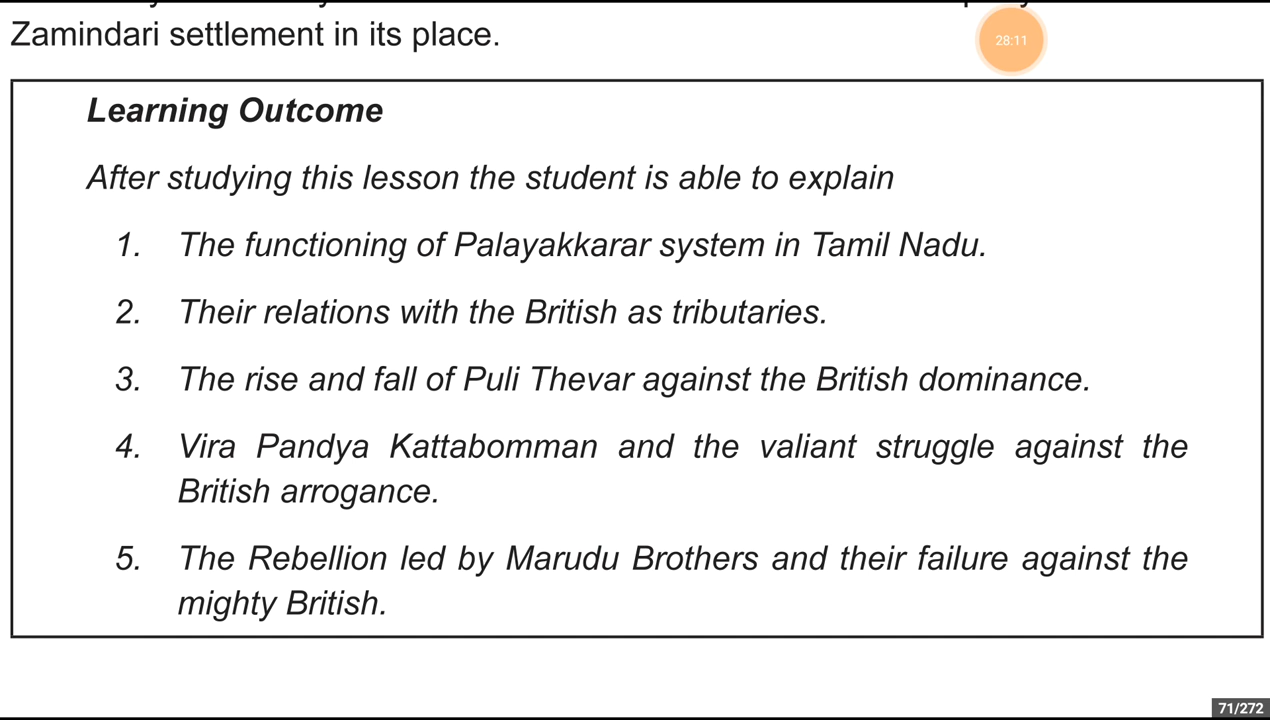 Zamindari settlement in its place.
28:11
Learning Outcome
After studying this lesson the student is able to explain
1. The functioning of Palayakkarar system in Tamil Nadu.
2. Their relations with the British as tributaries.
3. The rise and fall of Puli Thevar against the British dominance.
4. Vira Pandya Kattabomman and the valiant struggle against the
British arrogance.
5. The Rebellion led by Marudu Brothers and their failure against the
mighty British.
71/272